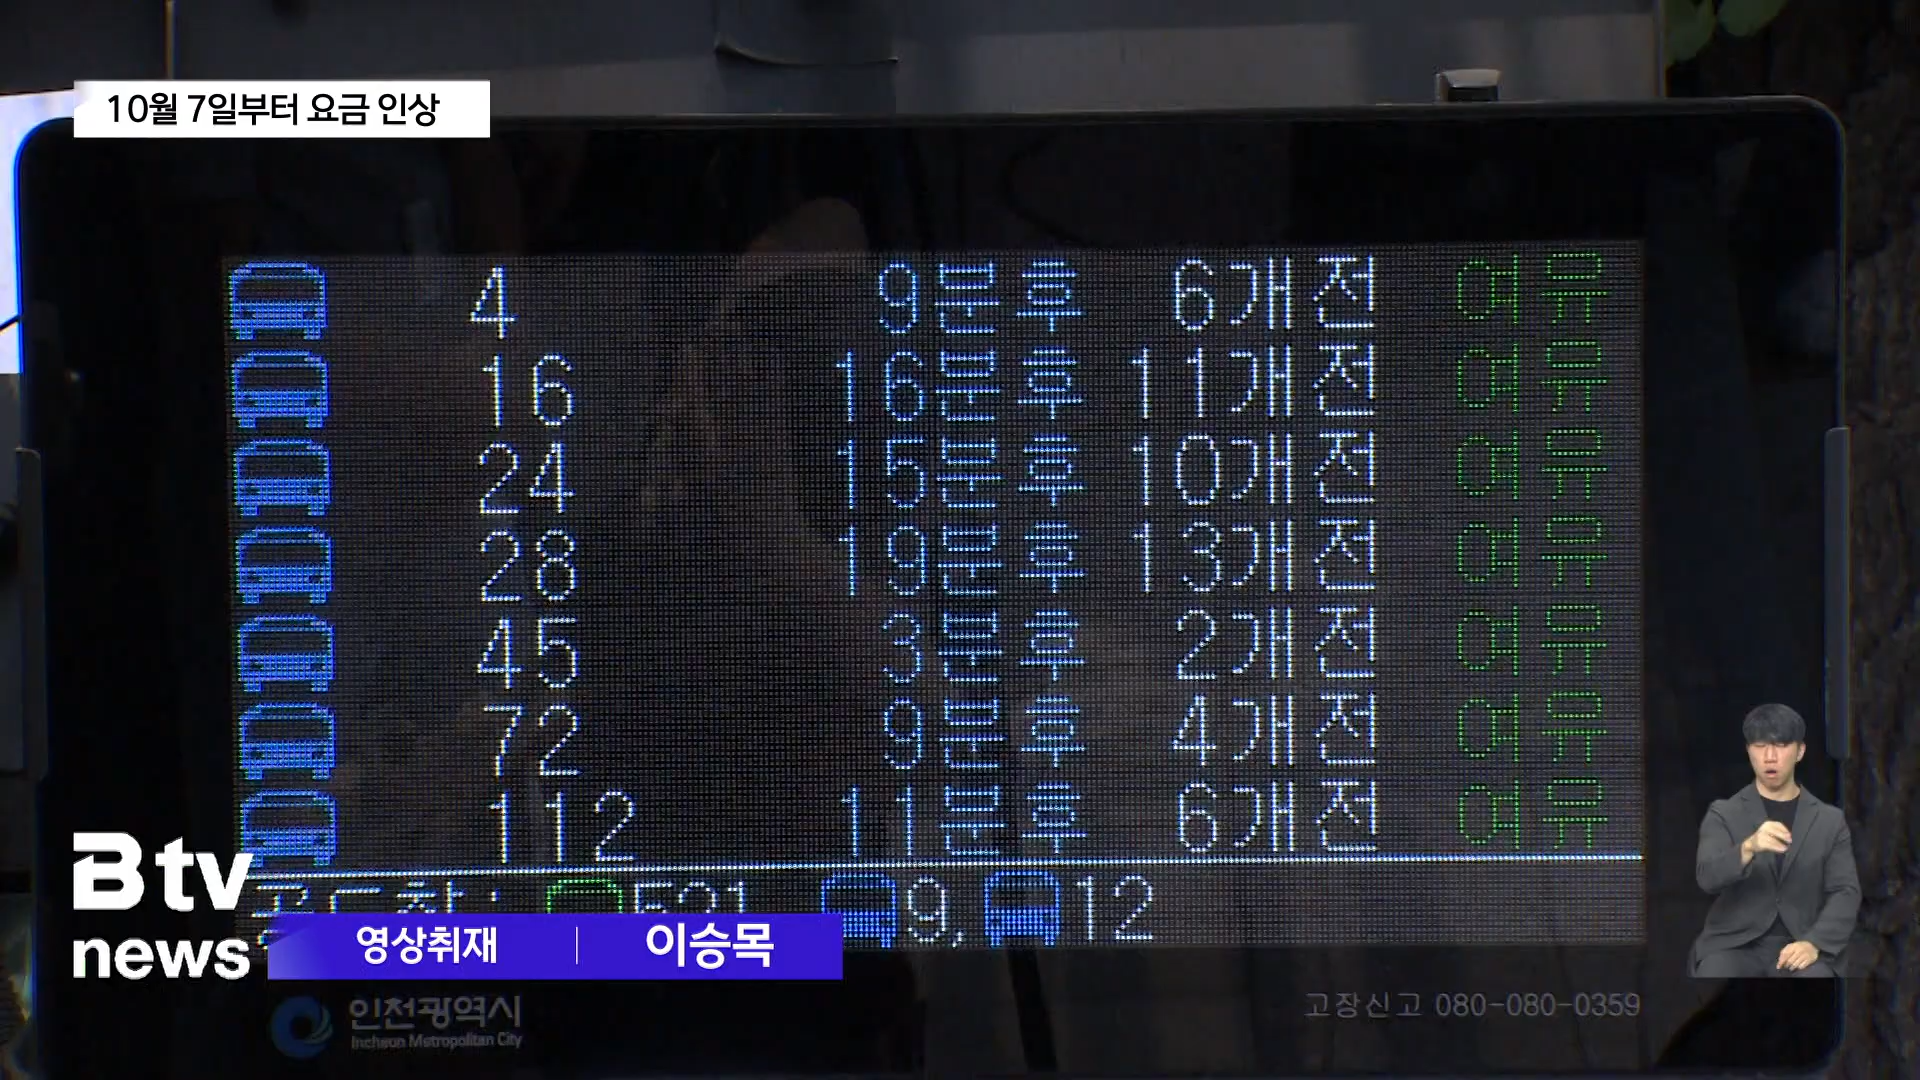 10월 7일부터 요금 인상
4 9분후 6개전 여유
16 16분후 11개전 여유
24 15분후 10개전 여유
28 19분후 13개전 여유
45 3분후 2개전 여유
72 9분후 4개전 여유
112 11분후 6개전 여유
521 9, 12
B tv
news
영상취재 | 이승목
인천광역시
Incheon Metropolitan City
고장신고 080-080-0359